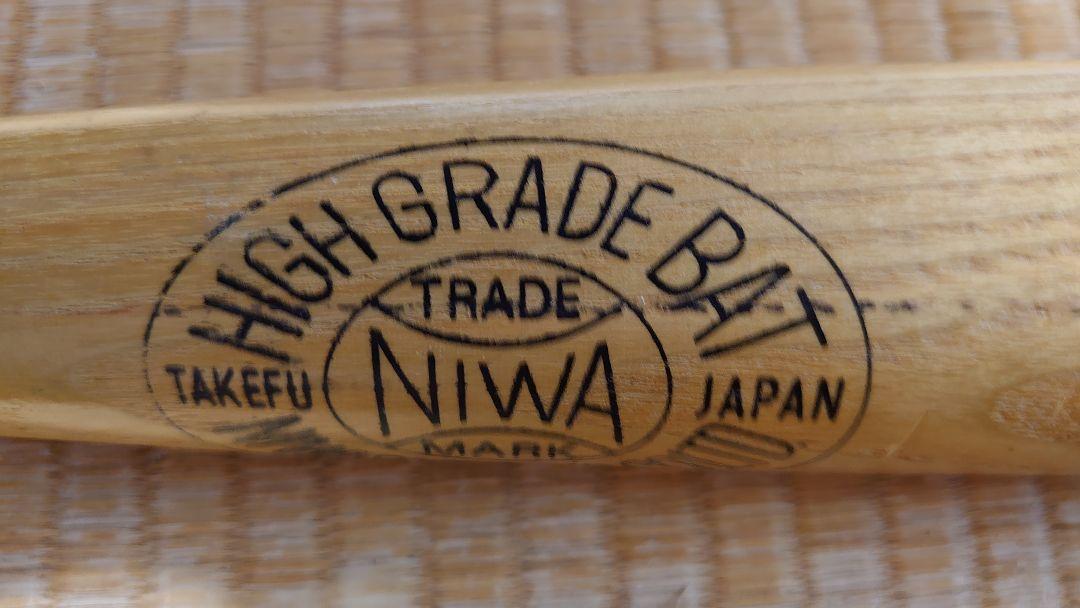 HIGH GRADE BAT
TRADE
NIWA
MARK
TAKEFU
JAPAN